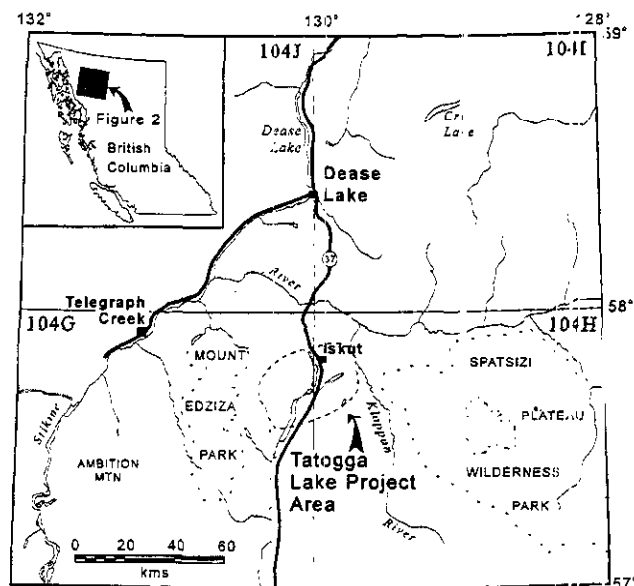 132°
130°
128'
59°
104J
104I
Figure 2
British
Columbia
Dease
Lake
Lake
Dease
Lake
37
River
58°
Telegraph
Creek
104G
104H
Iskut
MOUNT
EDZIZA
PARK
SPATSIZI
PLATEAU
WILDERNESS
PARK
Stikine
Klappan
River
AMBITION
MTN
Tatogga
Lake Project
Area
0 20 40 60
kms
57°